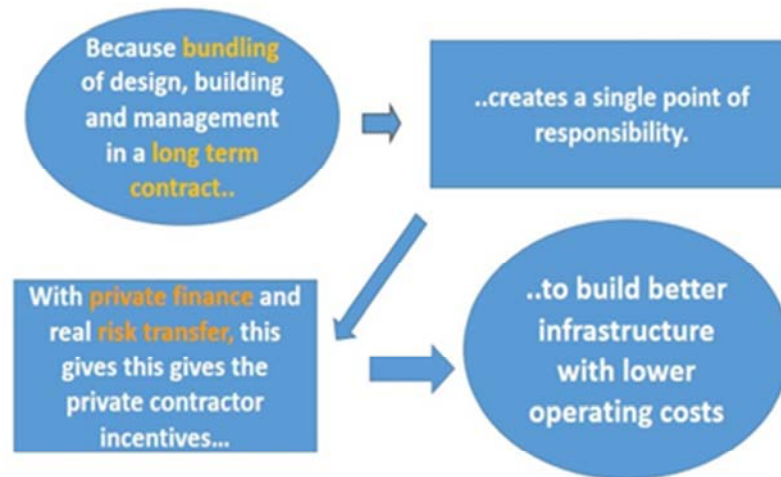 Because bundling
of design, building
and management
in a long term
contract..
..creates a single point of
responsibility.
With private finance and
real risk transfer, this
gives this gives the
private contractor
incentives...
..to build better
infrastructure
with lower
operating costs